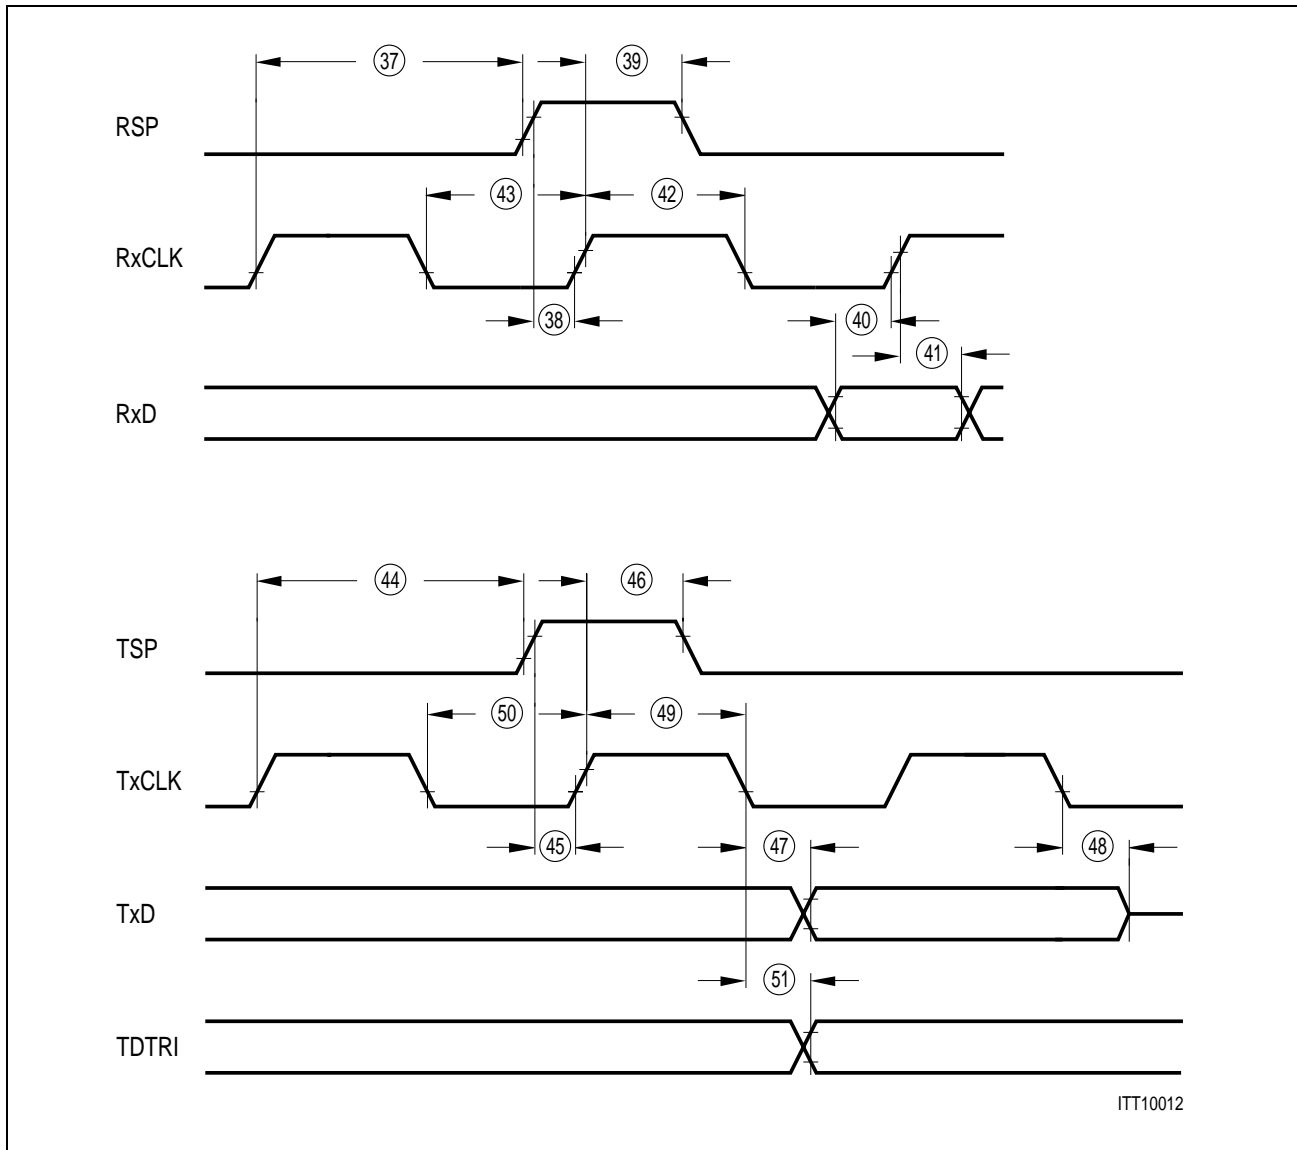 37 39
RSP
43 42
RxCLK
38 40
41
RxD
44 46
TSP
50 49
TxCLK
45 47 48
TxD
51
TDTRI
ITT10012